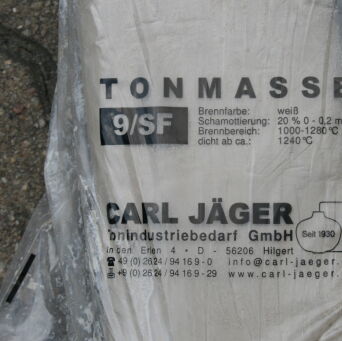 TONMASSE
9/SF
Brennfarbe: weiß
Schamottierung: 20 % 0 - 0,2 m
Brennbereich: 1000-1280°C
dicht ab ca.: 1240°C
CARL JÄGER
onindustriebedarf GmbH
Seit 1930
In den Erlen 4 • D - 56206 Hilgert
49 (0) 26 24 / 94 16 9 - 0 info@carl-jaeger.
+9 (0) 26 24 / 94 16 9 - 29 www.carl-jaeger.